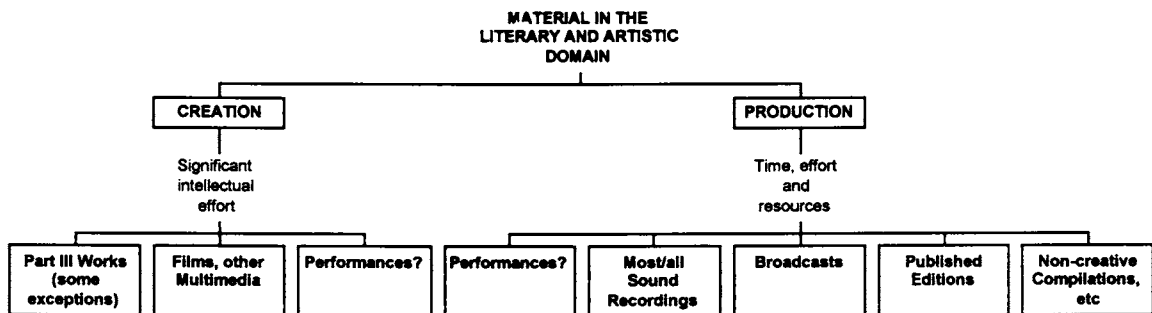 MATERIAL IN THE
LITERARY AND ARTISTIC
DOMAIN
CREATION
PRODUCTION
Significant
intellectual
effort
Time, effort
and
resources
Part III Works
(some
exceptions)
Films, other
Multimedia
Performances?
Performances?
Most/all
Sound
Recordings
Broadcasts
Published
Editions
Non-creative
Compilations,
etc